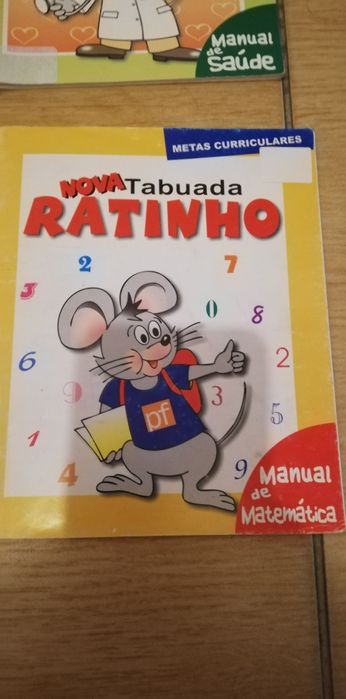 Manual
de
Saúde
METAS CURRICULARES
NOVA Tabuada
RATINHO
2
7
3
0
8
6
2
9
3
5
1
4
9
pf
Manual
de
Matemática